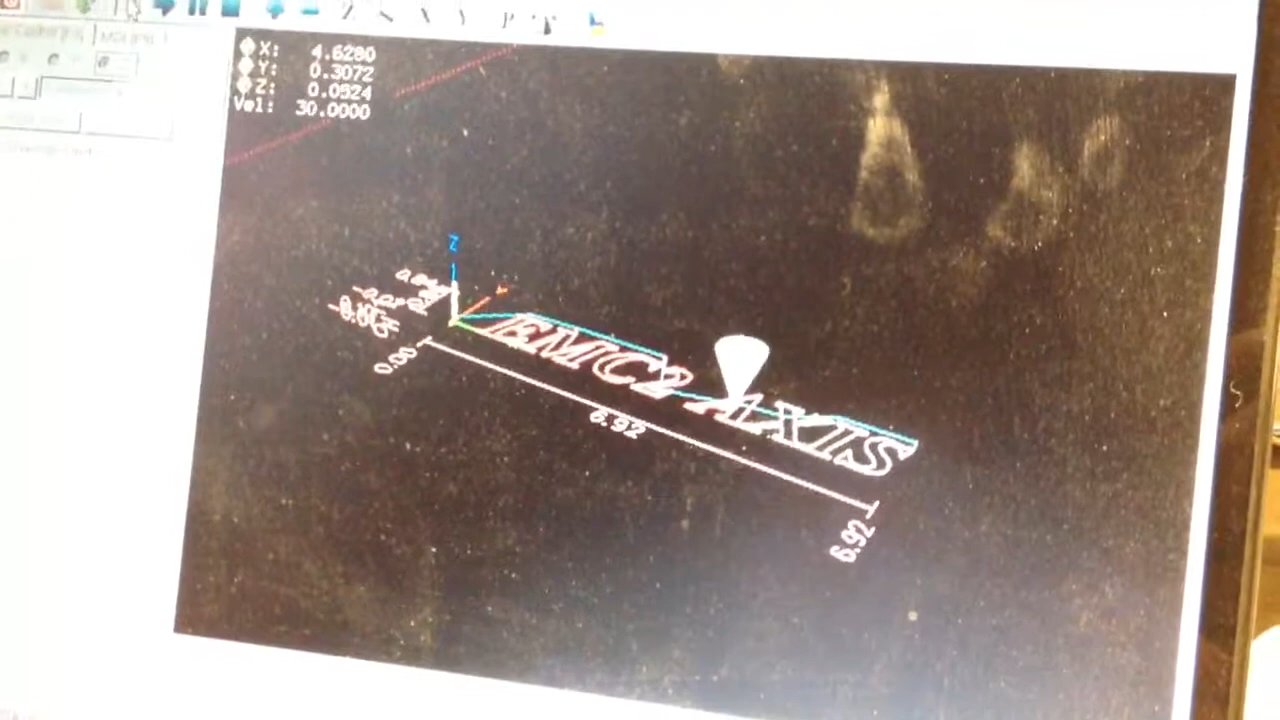 X: 4.6280
Y: 0.3072
Z: 0.0524
Vel: 30.0000
Z
Y
EMC2 AXIS
0.00
6.92
6.92